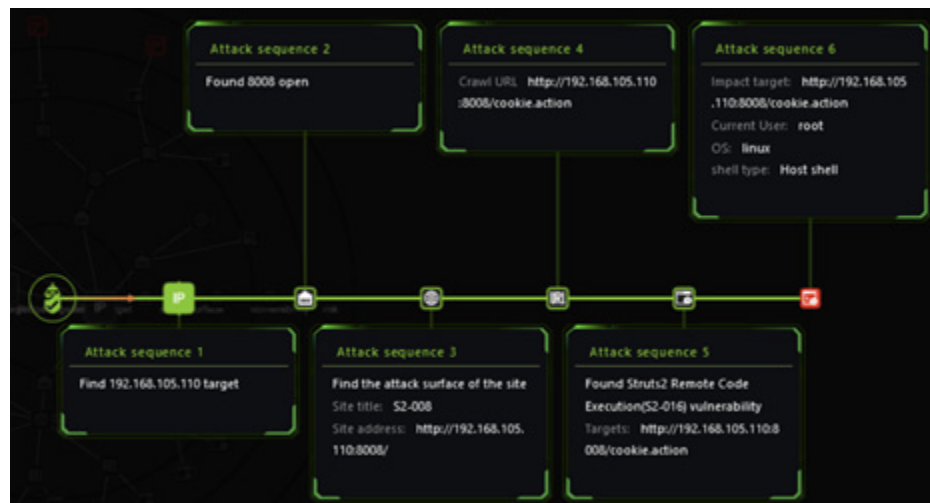 Attack sequence 2
Found 8008 open
Attack sequence 4
Crawl URL http://192.168.105.110
:8008/cookie.action
Attack sequence 6
Impact target: http://192.168.105
.110:8008/cookie.action
Current User: root
OS: linux
shell type: Host shell
IP
URL
Attack sequence 1
Find 192.168.105.110 target
Attack sequence 3
Find the attack surface of the site
Site title: S2-008
Site address: http://192.168.105.
110:8008/
Attack sequence 5
Found Struts2 Remote Code
Execution(S2-016) vulnerability
Targets: http://192.168.105.110:8
008/cookie.action